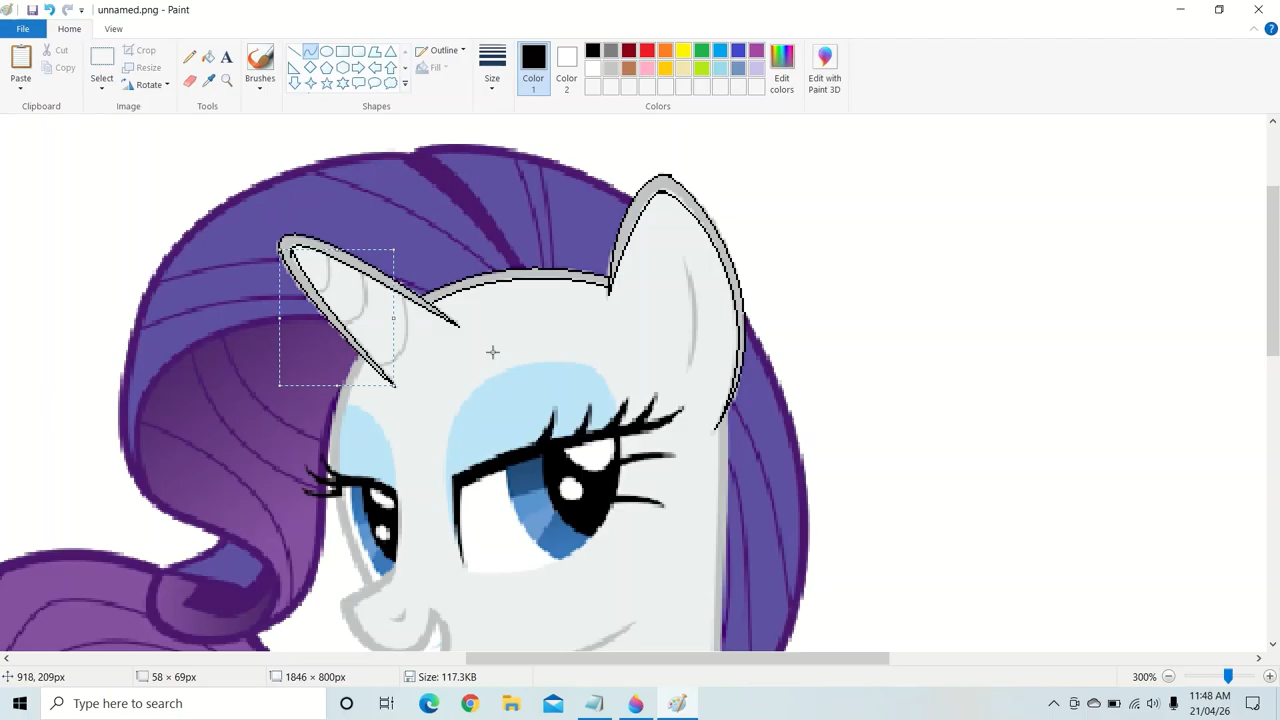 unnamed.png - Paint
File
Home
View
Paste
Cut
Copy
Clipboard
Select
Crop
Resize
Rotate
Image
Tools
Brushes
Outline
Fill
Shapes
Size
Color 1
Color 2
Edit colors
Colors
Edit with Paint 3D
918, 209px
58 × 69px
1846 × 800px
Size: 117.3KB
300%
Type here to search
11:48 AM
21/04/26